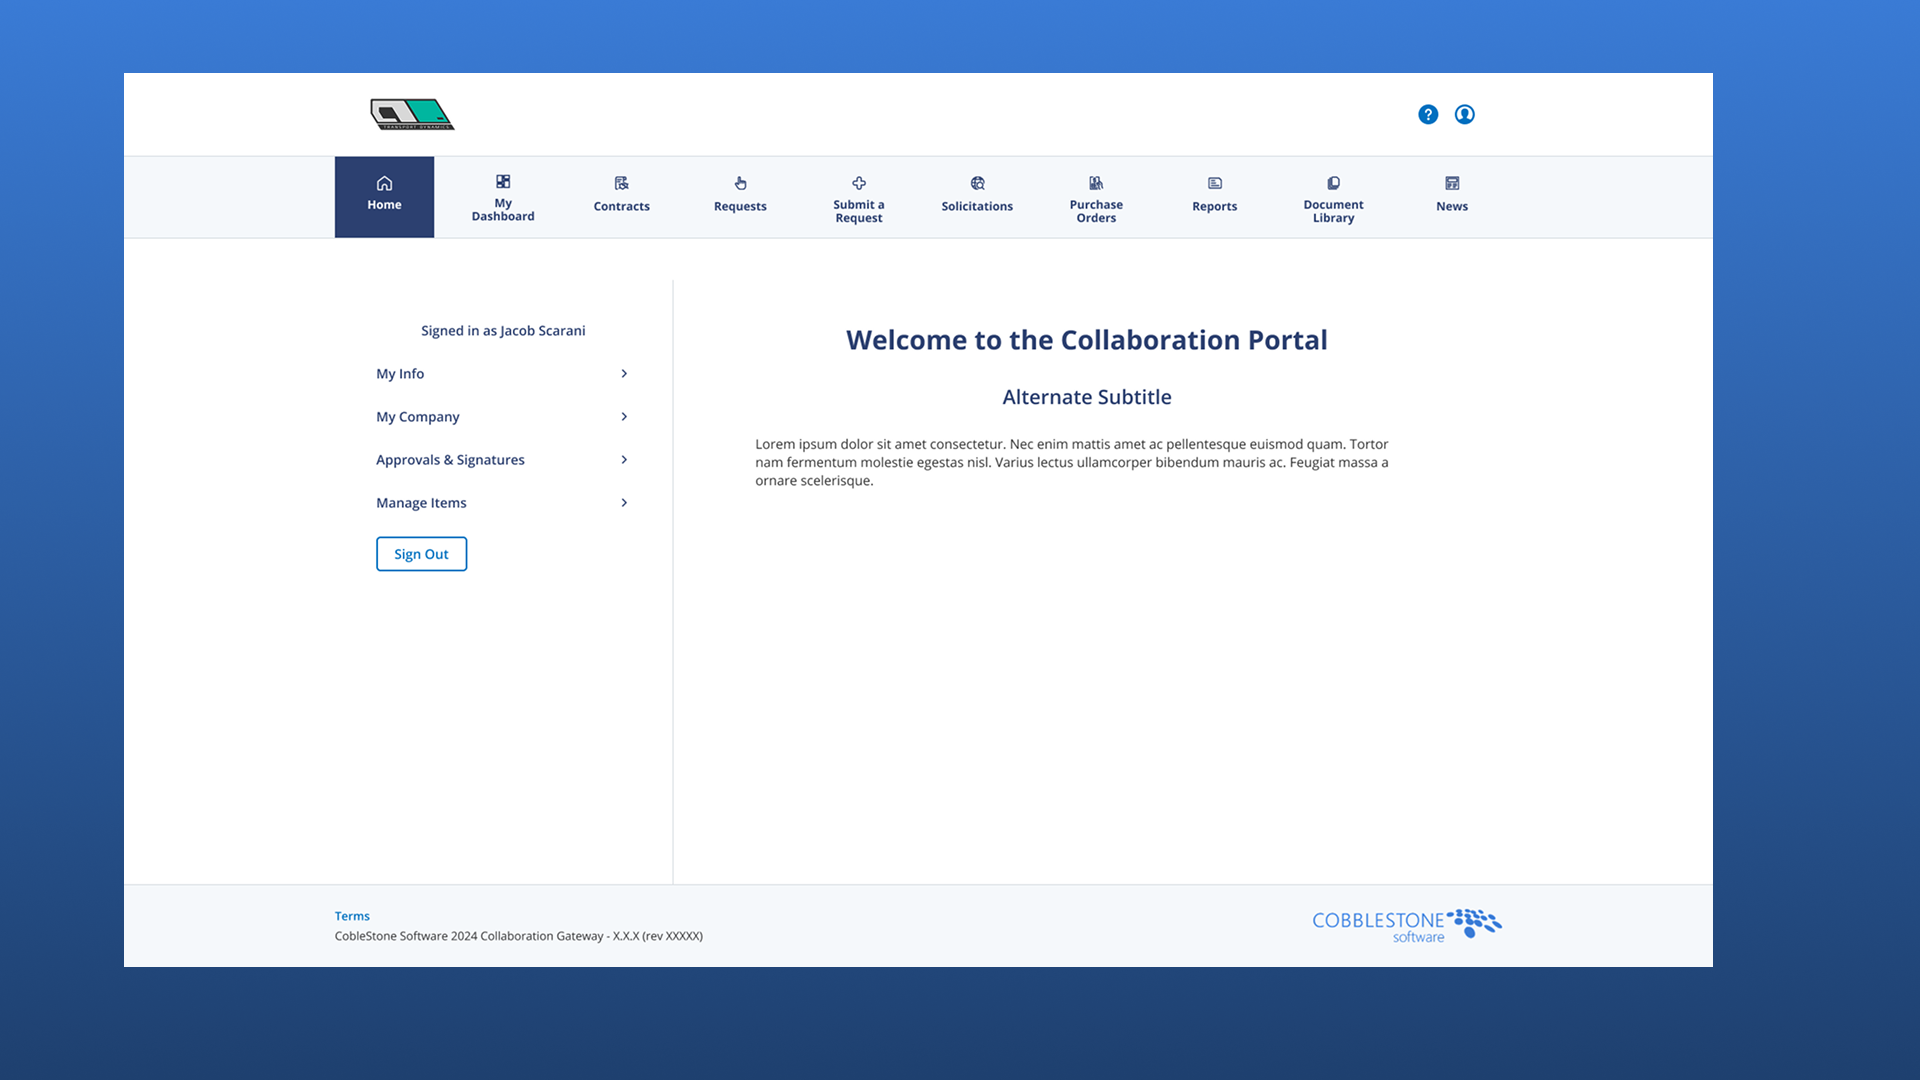 TRANSPORT DYNAMICS
Home
My
Dashboard
Contracts
Requests
Submit a
Request
Solicitations
Purchase
Orders
Reports
Document
Library
News
Signed in as Jacob Scarani
My Info
My Company
Approvals & Signatures
Manage Items
Sign Out
Welcome to the Collaboration Portal
Alternate Subtitle
Lorem ipsum dolor sit amet consectetur. Nec enim mattis amet ac pellentesque euismod quam. Tortor
nam fermentum molestie egestas nisl. Varius lectus ullamcorper bibendum mauris ac. Feugiat massa a
ornare scelerisque.
Terms
CobleStone Software 2024 Collaboration Gateway - X.X.X (rev XXXXX)
COBBLESTONE
software